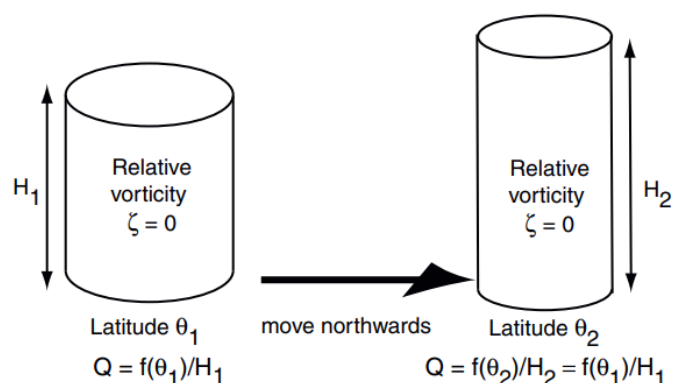 H₁
Relative
vorticity
ζ = 0
Latitude θ₁
Q = f(θ₁)/H₁
move northwards
Relative
vorticity
ζ = 0
H₂
Latitude θ₂
Q = f(θ₂)/H₂ = f(θ₁)/H₁